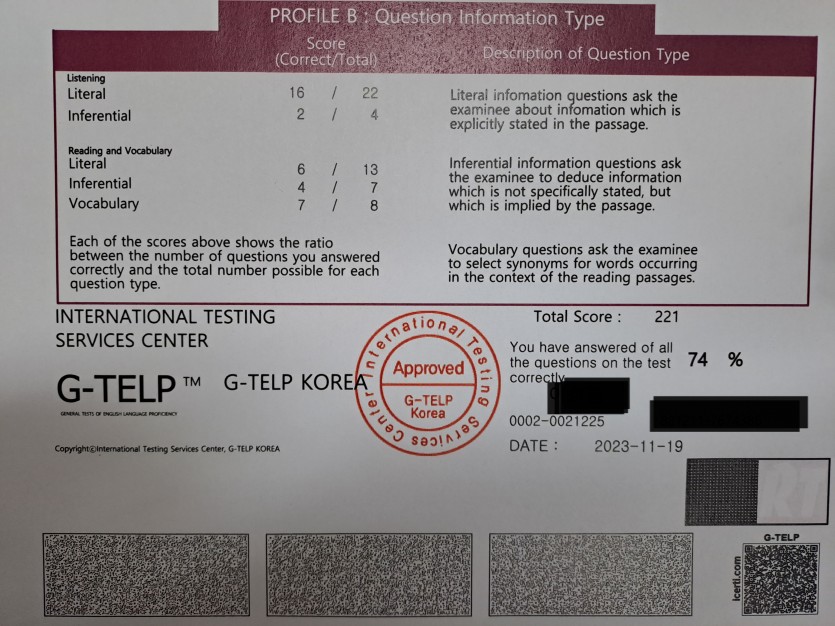 PROFILE B : Question Information Type
Score
(Correct/Total)
Description of Question Type
Listening
Literal 16 / 22
Inferential 2 / 4
Literal infomation questions ask the
examinee about infomation which is
explicitly stated in the passage.
Reading and Vocabulary
Literal 6 / 13
Inferential 4 / 7
Vocabulary 7 / 8
Inferential information questions ask
the examinee to deduce information
which is not specifically stated, but
which is implied by the passage.
Each of the scores above shows the ratio
between the number of questions you answered
correctly and the total number possible for each
question type.
Vocabulary questions ask the examinee
to select synonyms for words occurring
in the context of the reading passages.
INTERNATIONAL TESTING
SERVICES CENTER
G-TELP ™ G-TELP KOREA
GENERAL TESTS OF ENGLISH LANGUAGE PROFICIENCY
CopyrightⓒInternational Testing Services Center, G-TELP KOREA
International Testing Services Center
Approved
G-TELP
Korea
Total Score : 221
You have answered of all
the questions on the test 74 %
correctly
0002-0021225
DATE : 2023-11-19
RT
G-TELP
icerti.com